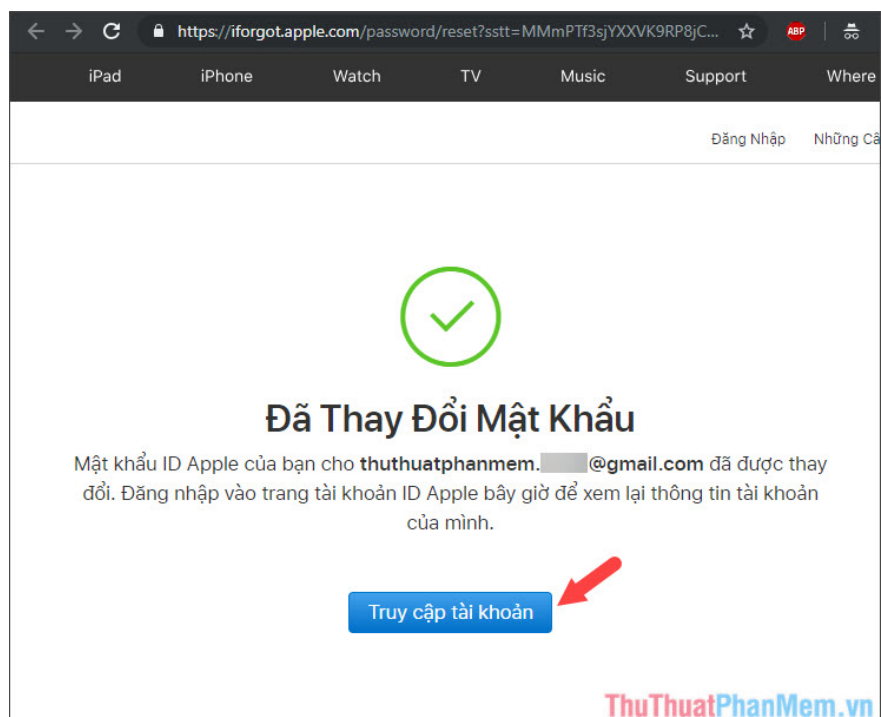 https://iforgot.apple.com/password/reset?sstt=MMmPTf3sjYXXVK9RP8jC... ABP
iPad iPhone Watch TV Music Support Where
Đăng Nhập Những Câ
Đã Thay Đổi Mật Khẩu
Mật khẩu ID Apple của bạn cho thuthuatphanmem. @gmail.com đã được thay
đổi. Đăng nhập vào trang tài khoản ID Apple bây giờ để xem lại thông tin tài khoản
của mình.
Truy cập tài khoản
ThuThuatPhanMem.vn